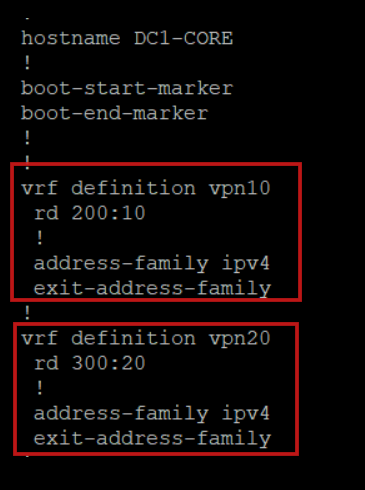 hostname DC1-CORE
!
boot-start-marker
boot-end-marker
!
!
vrf definition vpn10
rd 200:10
!
address-family ipv4
exit-address-family
!
vrf definition vpn20
rd 300:20
!
address-family ipv4
exit-address-family